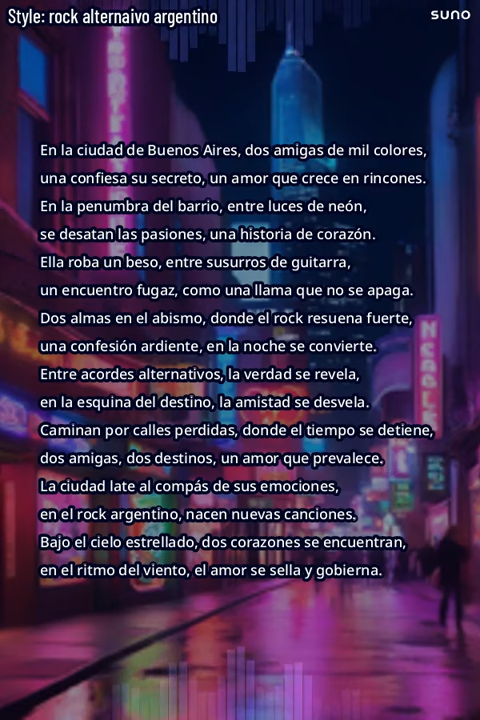 Style: rock alternaivo argentino
suno
En la ciudad de Buenos Aires, dos amigas de mil colores,
una confiesa su secreto, un amor que crece en rincones.
En la penumbra del barrio, entre luces de neón,
se desatan las pasiones, una historia de corazón.
Ella roba un beso, entre susurros de guitarra,
un encuentro fugaz, como una llama que no se apaga.
Dos almas en el abismo, donde el rock resuena fuerte,
una confesión ardiente, en la noche se convierte.
Entre acordes alternativos, la verdad se revela,
en la esquina del destino, la amistad se desvela.
Caminan por calles perdidas, donde el tiempo se detiene,
dos amigas, dos destinos, un amor que prevalece.
La ciudad late al compás de sus emociones,
en el rock argentino, nacen nuevas canciones.
Bajo el cielo estrellado, dos corazones se encuentran,
en el ritmo del viento, el amor se sella y gobierna.